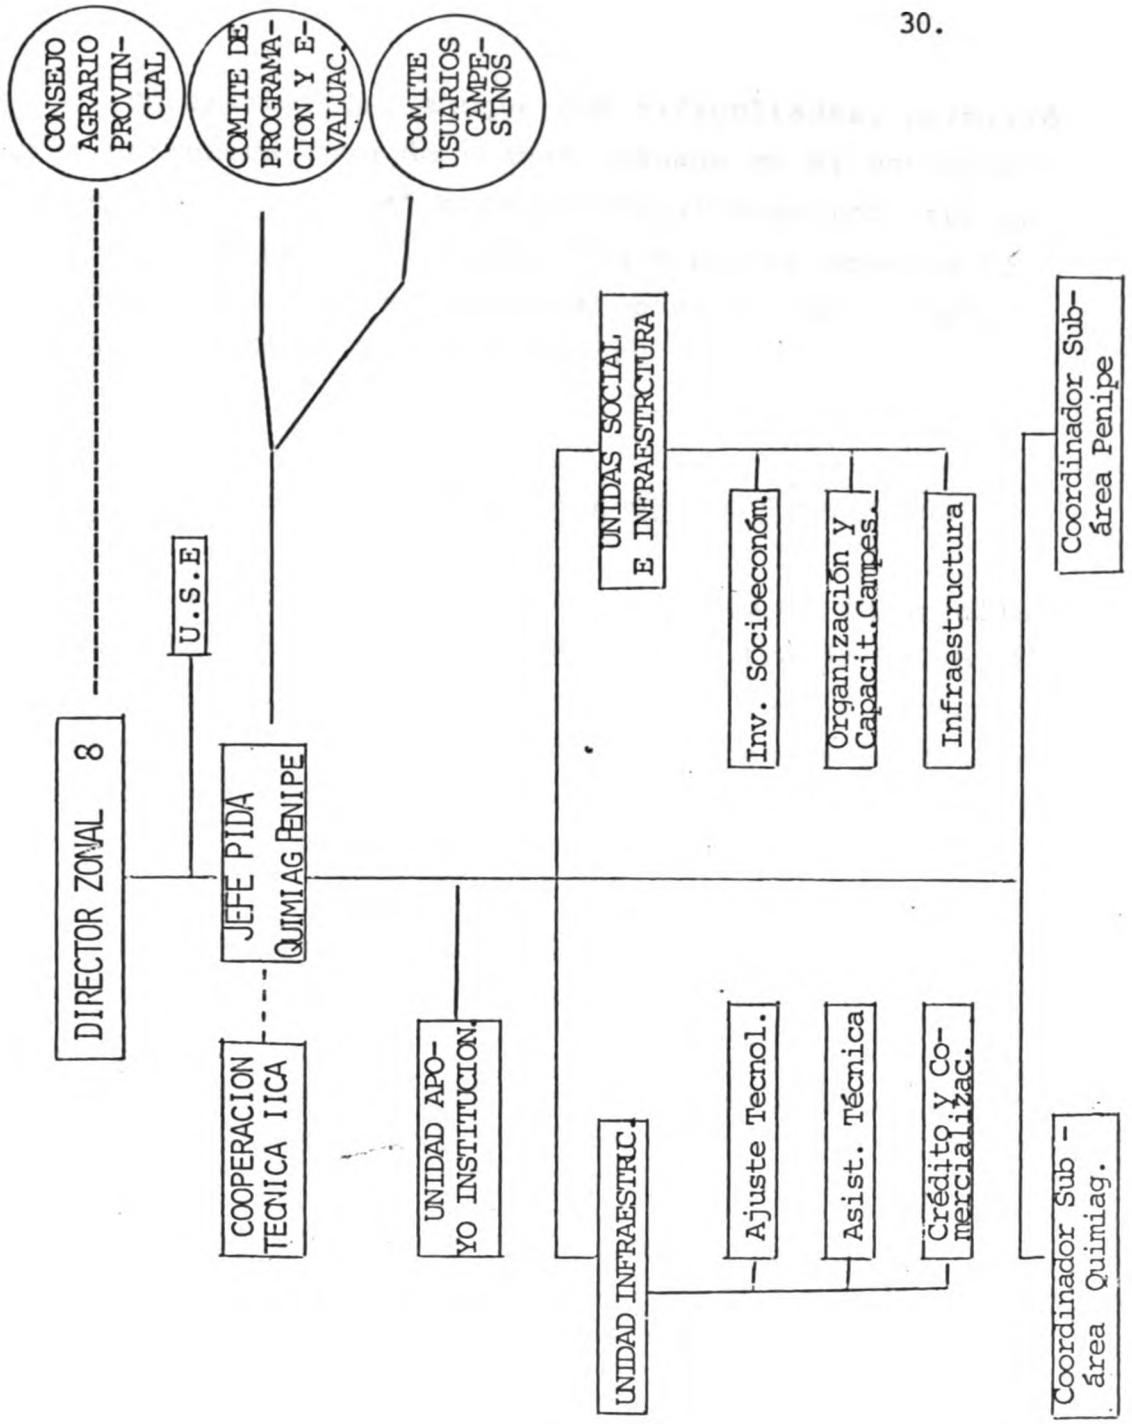 30.
CONSEJO
AGRARIO
PROVIN-
CIAL
COMITE DE
PROGRAMA-
CION Y E-
VALUAC.
COMITE
USUARIOS
CAMPE-
SINOS
DIRECTOR ZONAL 8
U.S.E
JEFE PIDA
QUIMIAG PENIPE
COOPERACION
TECNICA IICA
UNIDAD APO-
YO INSTITUCION.
UNIDAD INFRAESTRUC.
Ajuste Tecnol.
Asist. Técnica
Crédito y Co-
mercializac.
UNIDAS SOCIAL
E INFRAESTRCTURA
Inv. Socioeconóm.
Organización y
Capacit.Campes.
Infraestructura
Coordinador Sub -
área Quimiag.
Coordinador Sub-
área Penipe